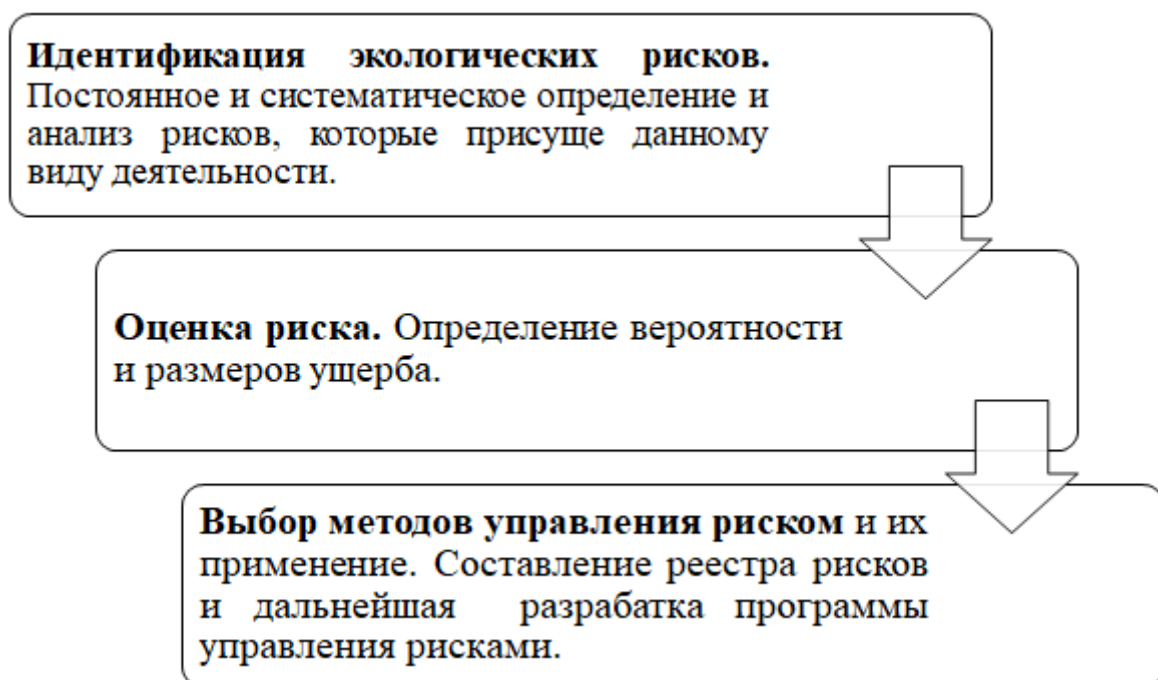 Идентификация экологических рисков.
Постоянное и систематическое определение и
анализ рисков, которые присуще данному
виду деятельности.
Оценка риска. Определение вероятности
и размеров ущерба.
Выбор методов управления риском и их
применение. Составление реестра рисков
и дальнейшая разрабатка программы
управления рисками.